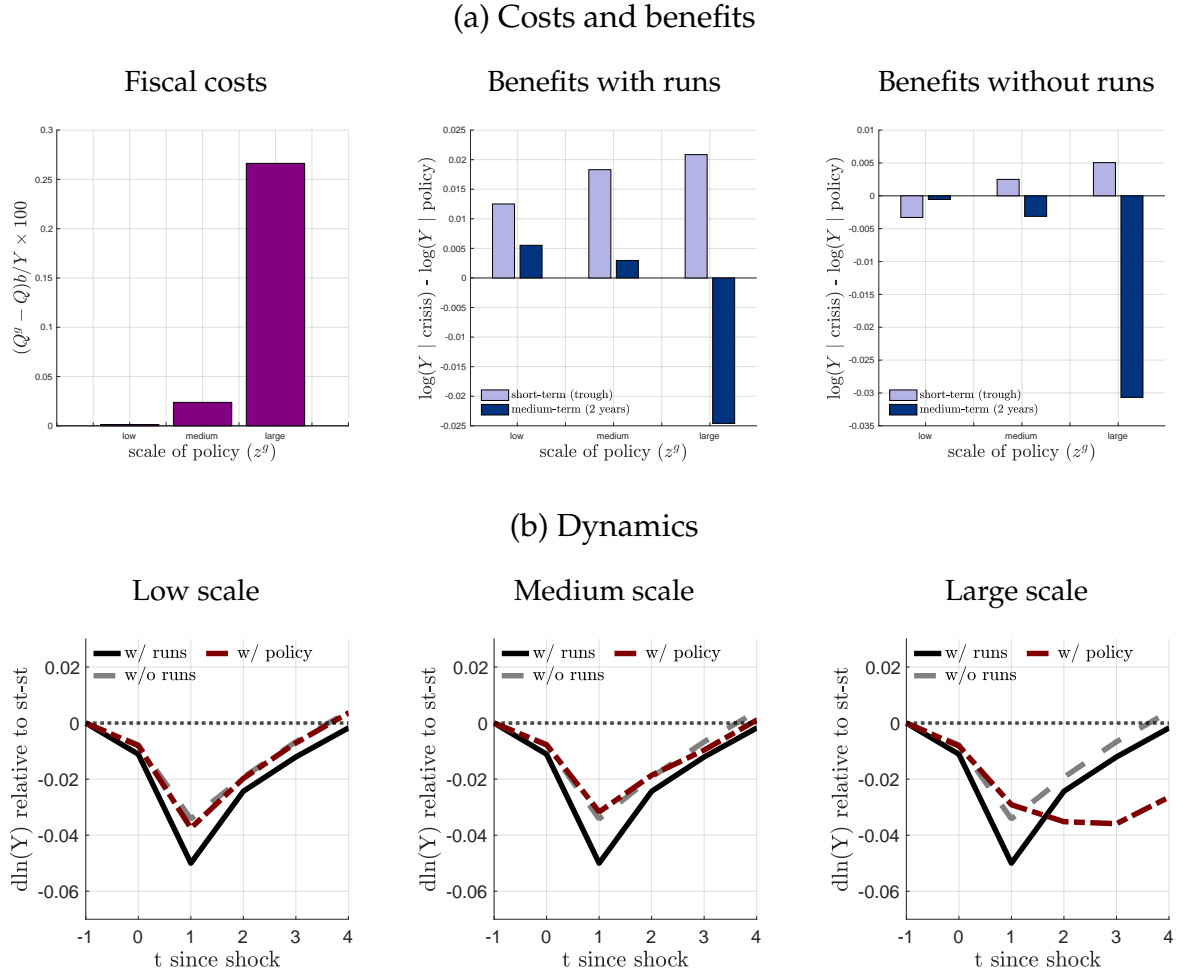 (a) Costs and benefits
Fiscal costs
Benefits with runs
Benefits without runs
0.3
0.25
0.2
0.15
0.1
0.05
0
(Q^g − Q)b/Y × 100
low
medium
large
scale of policy (z^g)
0.025
0.02
0.015
0.01
0.005
0
-0.005
-0.01
-0.015
-0.02
-0.025
log(Y | crisis) - log(Y | policy)
short-term (trough)
medium-term (2 years)
low
medium
large
scale of policy (z^g)
0.01
0.005
0
-0.005
-0.01
-0.015
-0.02
-0.025
-0.03
-0.035
log(Y | crisis) - log(Y | policy)
short-term (trough)
medium-term (2 years)
low
medium
large
scale of policy (z^g)
(b) Dynamics
Low scale
Medium scale
Large scale
w/ runs
w/ policy
w/o runs
0.02
0
-0.02
-0.04
-0.06
dln(Y) relative to st-st
-1 0 1 2 3 4
t since shock
w/ runs
w/ policy
w/o runs
0.02
0
-0.02
-0.04
-0.06
dln(Y) relative to st-st
-1 0 1 2 3 4
t since shock
w/ runs
w/ policy
w/o runs
0.02
0
-0.02
-0.04
-0.06
dln(Y) relative to st-st
-1 0 1 2 3 4
t since shock